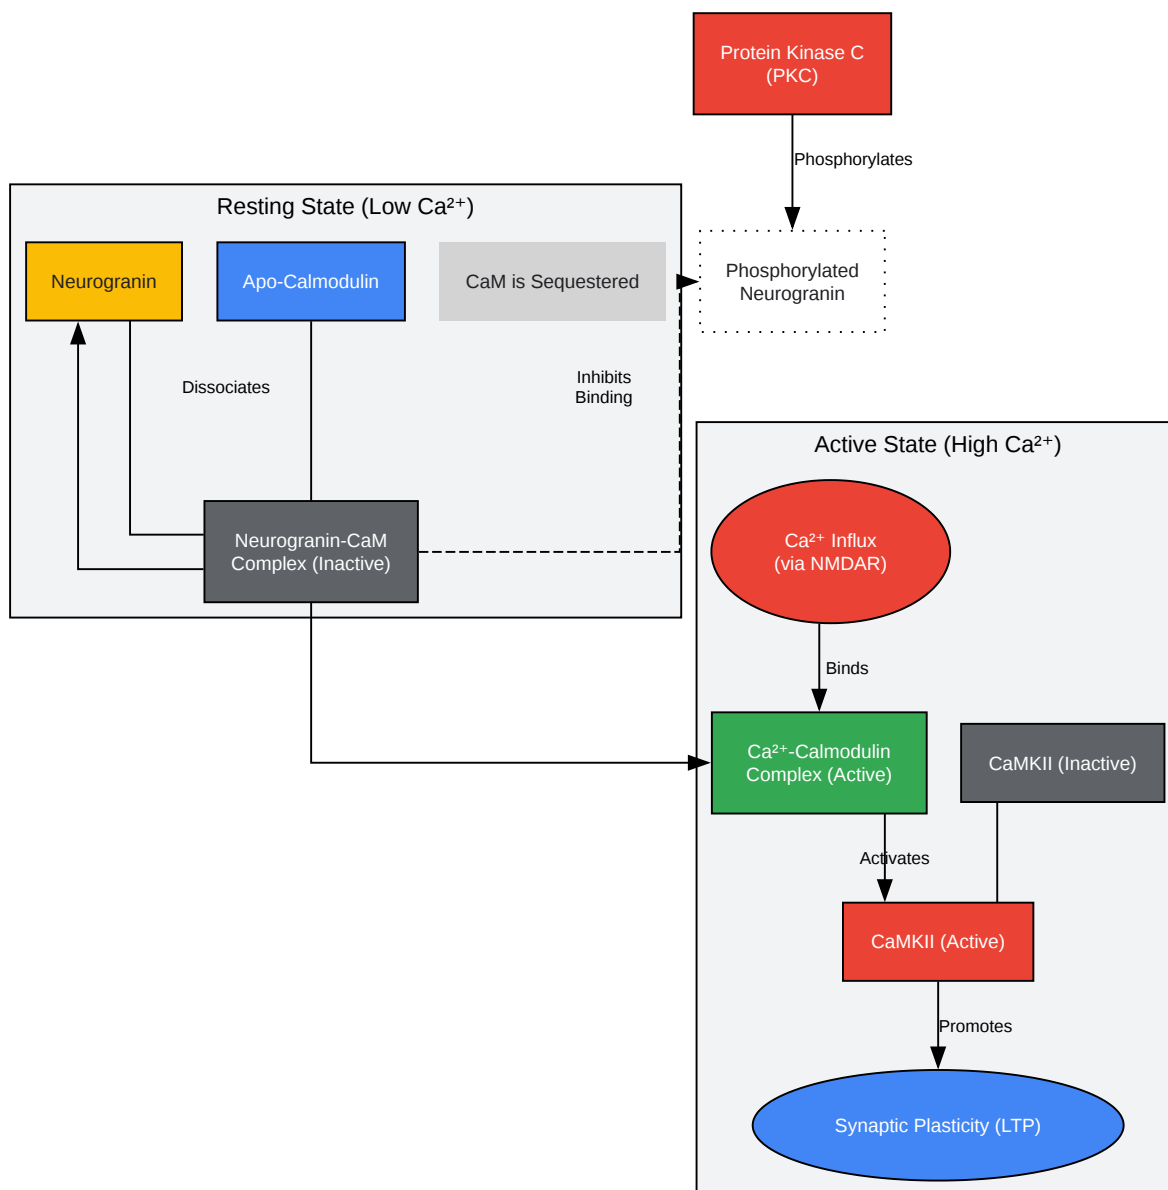 Protein Kinase C
(PKC)
Phosphorylates
Resting State (Low Ca²⁺)
Neurogranin
Apo-Calmodulin
CaM is Sequestered
Phosphorylated
Neurogranin
Dissociates
Inhibits
Binding
Neurogranin-CaM
Complex (Inactive)
Active State (High Ca²⁺)
Ca²⁺ Influx
(via NMDAR)
Binds
Ca²⁺-Calmodulin
Complex (Active)
CaMKII (Inactive)
Activates
CaMKII (Active)
Promotes
Synaptic Plasticity (LTP)